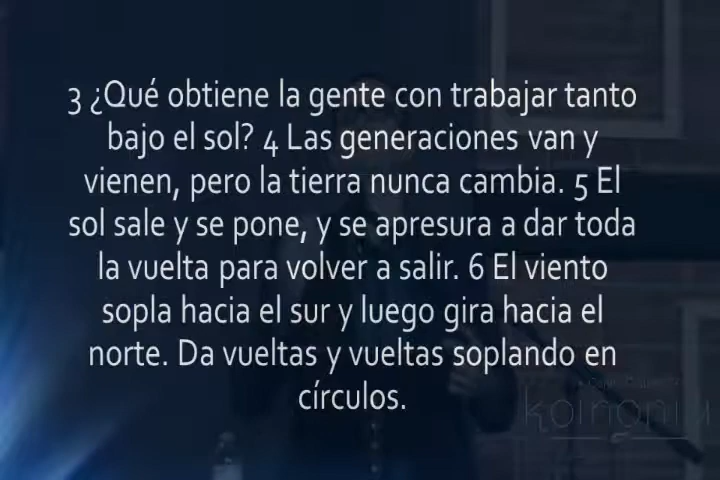 3 ¿Qué obtiene la gente con trabajar tanto
bajo el sol? 4 Las generaciones van y
vienen, pero la tierra nunca cambia. 5 El
sol sale y se pone, y se apresura a dar toda
la vuelta para volver a salir. 6 El viento
sopla hacia el sur y luego gira hacia el
norte. Da vueltas y vueltas soplando en
círculos.